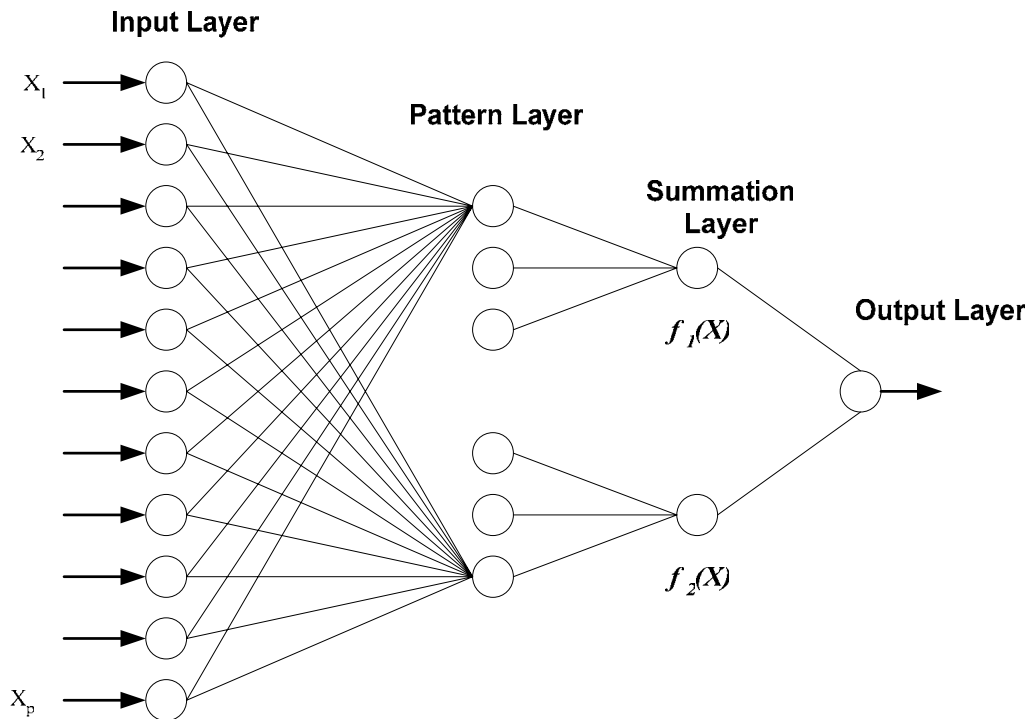 Input Layer
X1
Pattern Layer
X2
Summation
Layer
Output Layer
f1(X)
f2(X)
Xp